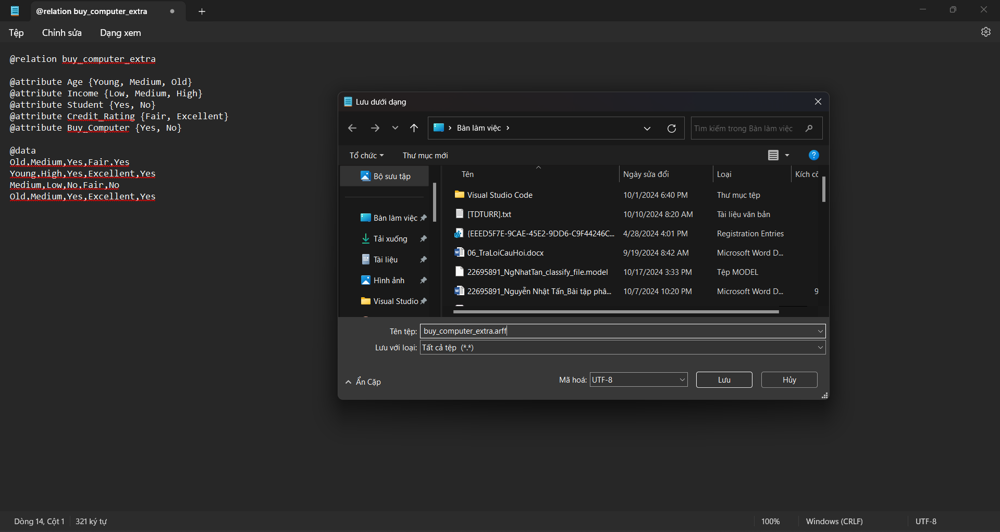 @relation buy_computer_extra
Tệp Chỉnh sửa Dạng xem
@relation buy_computer_extra
@attribute Age {Young, Medium, Old}
@attribute Income {Low, Medium, High}
@attribute Student {Yes, No}
@attribute Credit_Rating {Fair, Excellent}
@attribute Buy_Computer {Yes, No}
@data
Old,Medium,Yes,Fair,Yes
Young,High,Yes,Excellent,Yes
Medium,Low,No,Fair,No
Old,Medium,Yes,Excellent,Yes
Lưu dưới dạng
Bàn làm việc
Tìm kiếm trong Bàn làm việc
Tổ chức Thư mục mới
?
Bộ sưu tập
Bàn làm việc
Tải xuống
Tài liệu
Hình ảnh
Visual Studio
Tên Ngày sửa đổi Loại Kích cỡ
Visual Studio Code 10/1/2024 6:40 PM Thư mục tệp
[TDTURR].txt 10/10/2024 8:20 AM Tài liệu văn bản
{EEED5F7E-9CAE-45E2-9DD6-C9F44246C... 4/28/2024 4:01 PM Registration Entries
06_TraLoiCauHoi.docx 9/19/2024 8:42 AM Microsoft Word D...
22695891_NgNhatTan_classify_file.model 10/17/2024 3:33 PM Tệp MODEL
22695891_Nguyễn Nhật Tấn_Bài tập phâ... 10/7/2024 10:20 PM Microsoft Word D... 9
Tên tệp: buy_computer_extra.arff
Lưu với loại: Tất cả tệp (*.*)
Ẩn Cặp
Mã hoá: UTF-8 Lưu Hủy
Dòng 14, Cột 1 321 ký tự 100% Windows (CRLF) UTF-8